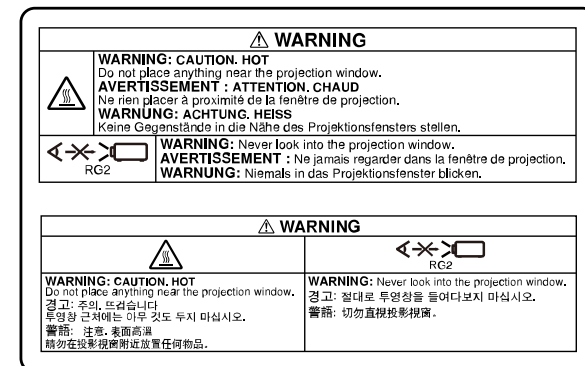 ⚠ WARNING
WARNING: CAUTION. HOT
Do not place anything near the projection window.
AVERTISSEMENT : ATTENTION. CHAUD
Ne rien placer à proximité de la fenêtre de projection.
WARNUNG: ACHTUNG. HEISS
Keine Gegenstände in die Nähe des Projektionsfensters stellen.
RG2
WARNING: Never look into the projection window.
AVERTISSEMENT : Ne jamais regarder dans la fenêtre de projection.
WARNUNG: Niemals in das Projektionsfenster blicken.
⚠ WARNING
WARNING: CAUTION. HOT
Do not place anything near the projection window.
경고: 주의. 뜨겁습니다
투영창 근처에는 아무 것도 두지 마십시오.
警語: 注意. 表面高溫
請勿在投影視窗附近放置任何物品.
RG2
WARNING: Never look into the projection window.
경고: 절대로 투영창을 들여다보지 마십시오.
警語: 切勿直視投影視窗。